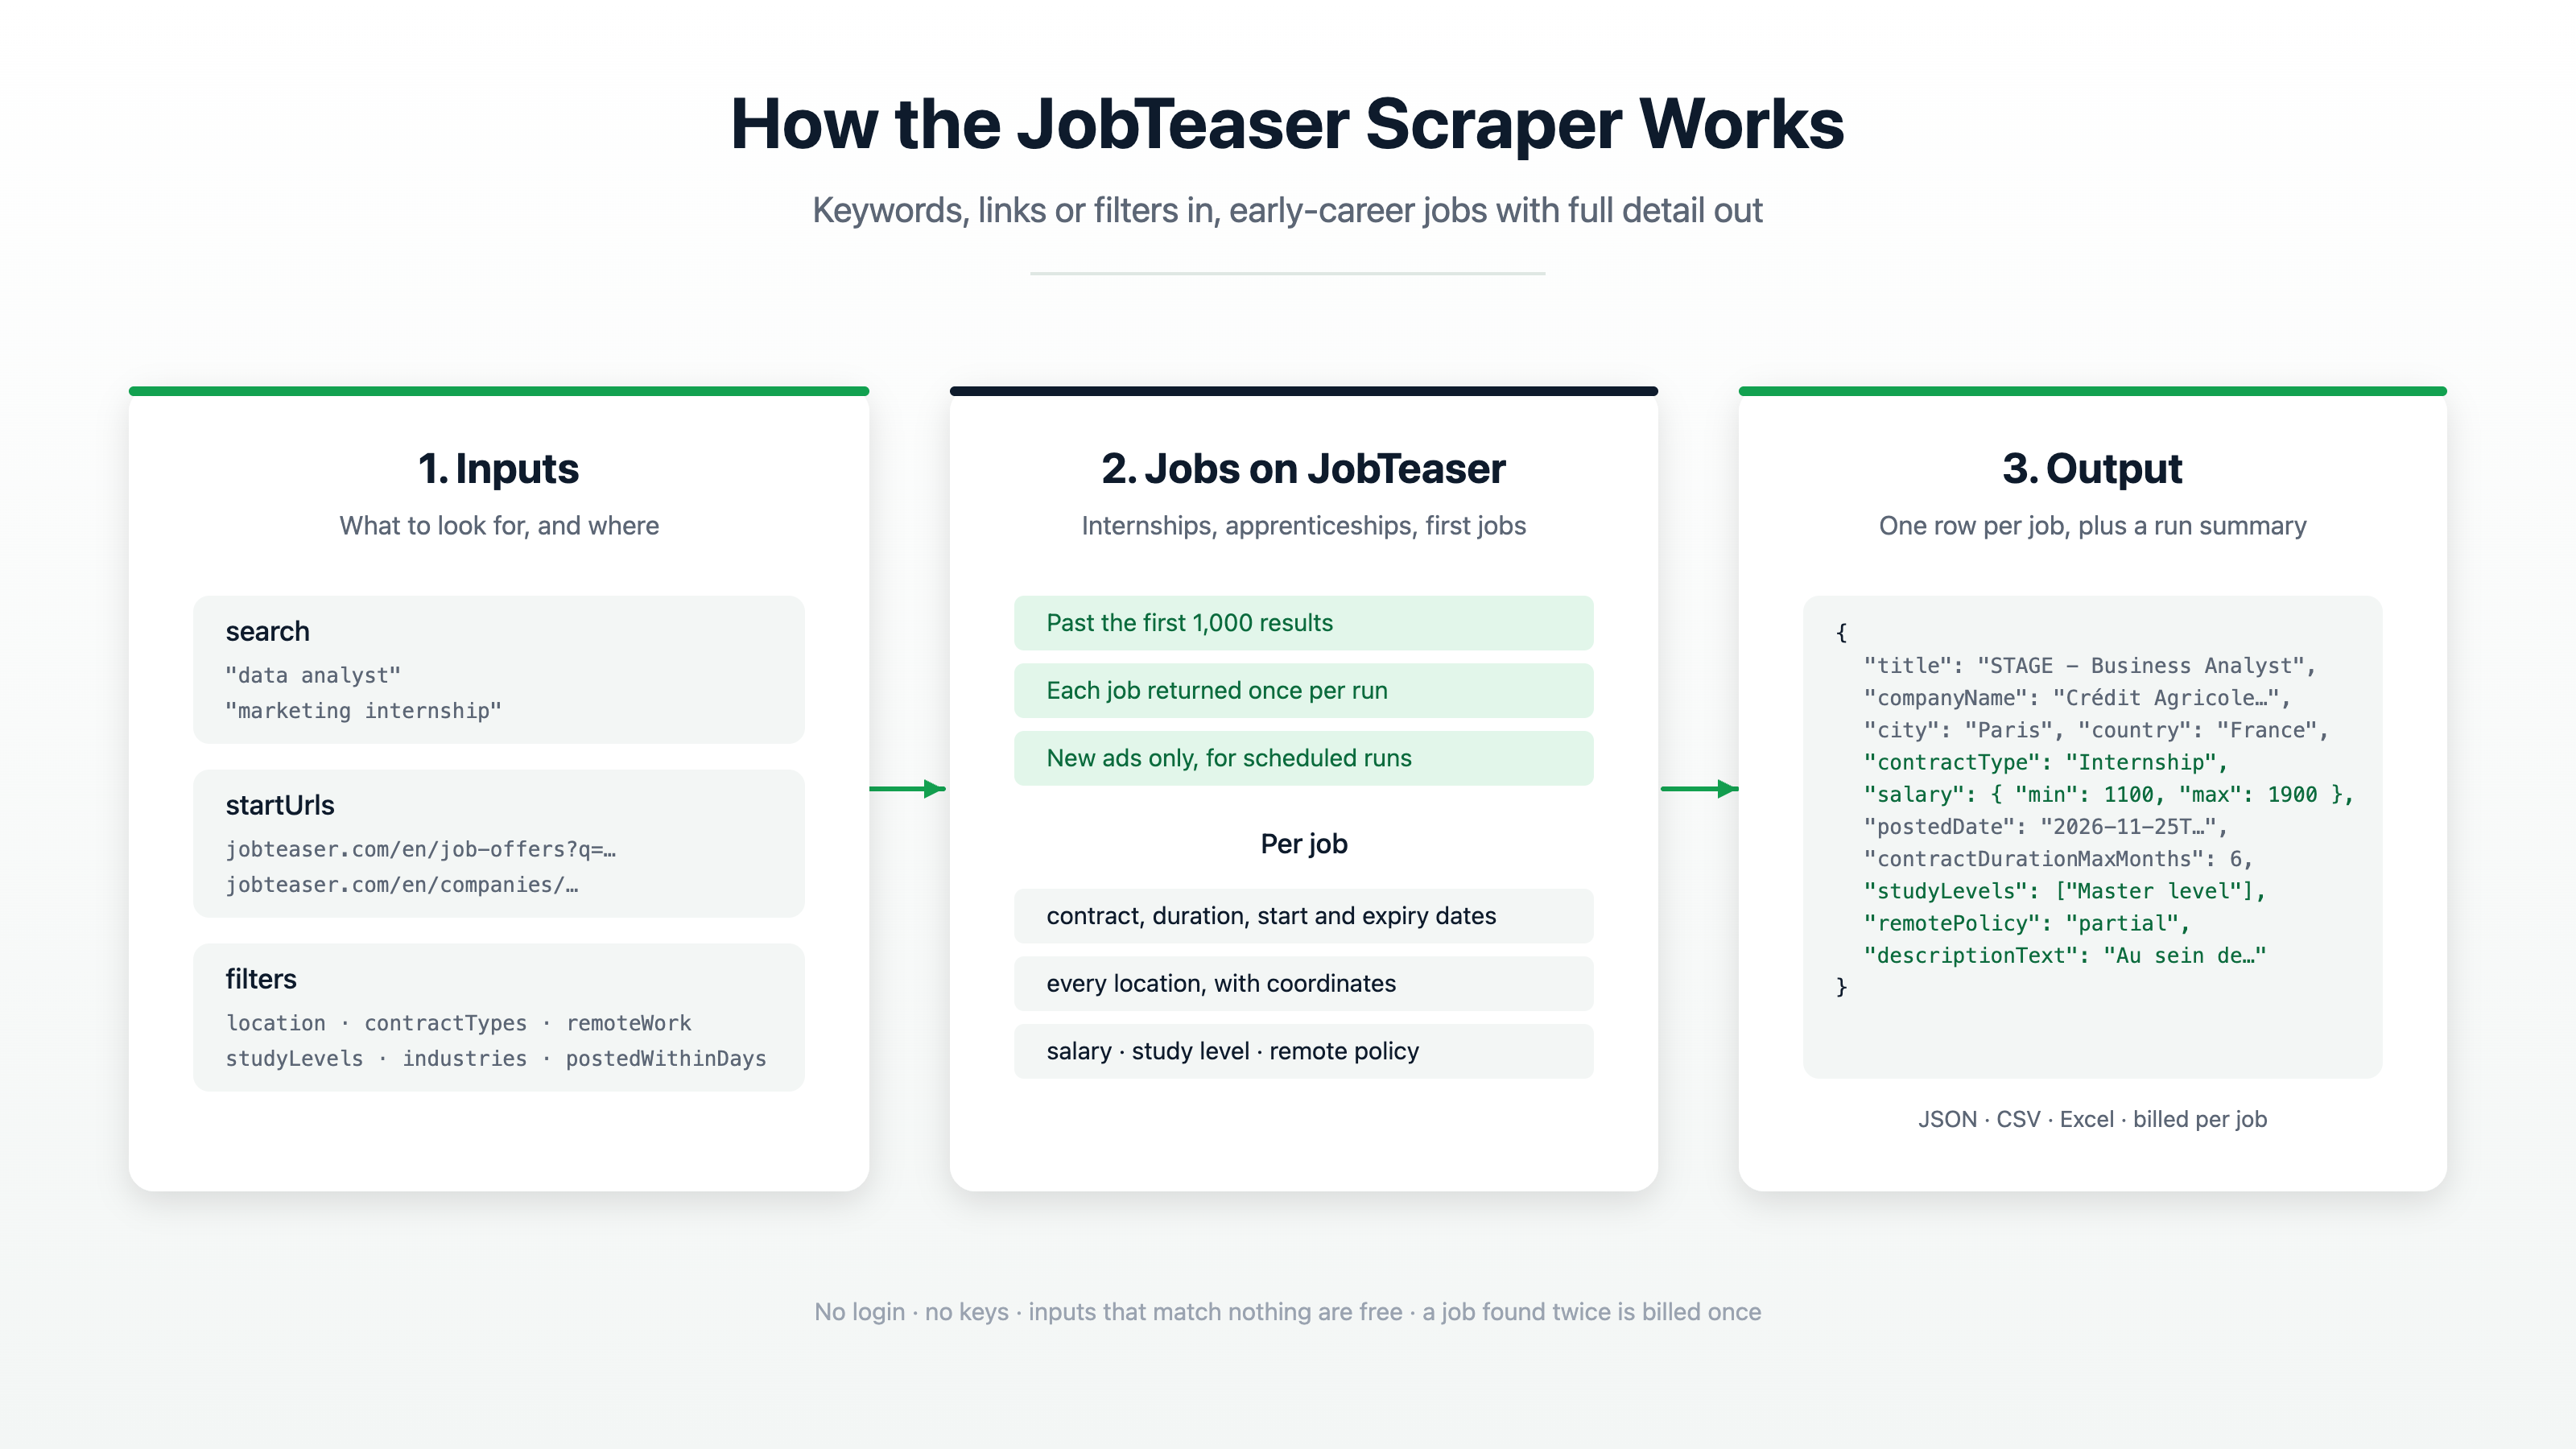 How the JobTeaser Scraper Works
Keywords, links or filters in, early-career jobs with full detail out
1. Inputs
What to look for, and where
search
"data analyst"
"marketing internship"
startUrls
jobteaser.com/en/job-offers?q=…
jobteaser.com/en/companies/…
filters
location · contractTypes · remoteWork
studyLevels · industries · postedWithinDays
2. Jobs on JobTeaser
Internships, apprenticeships, first jobs
Past the first 1,000 results
Each job returned once per run
New ads only, for scheduled runs
Per job
contract, duration, start and expiry dates
every location, with coordinates
salary · study level · remote policy
3. Output
One row per job, plus a run summary
{
"title": "STAGE – Business Analyst",
"companyName": "Crédit Agricole…",
"city": "Paris", "country": "France",
"contractType": "Internship",
"salary": { "min": 1100, "max": 1900 },
"postedDate": "2026–11–25T…",
"contractDurationMaxMonths": 6,
"studyLevels": ["Master level"],
"remotePolicy": "partial",
"descriptionText": "Au sein de…"
}
JSON · CSV · Excel · billed per job
No login · no keys · inputs that match nothing are free · a job found twice is billed once